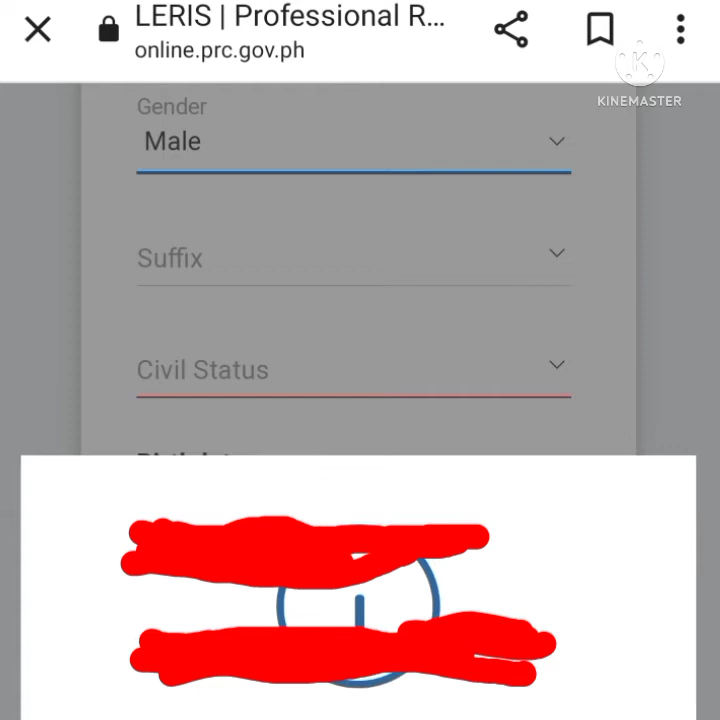 LERIS | Professional R...
online.prc.gov.ph
K
KINEMASTER
Gender
Male
Suffix
Civil Status